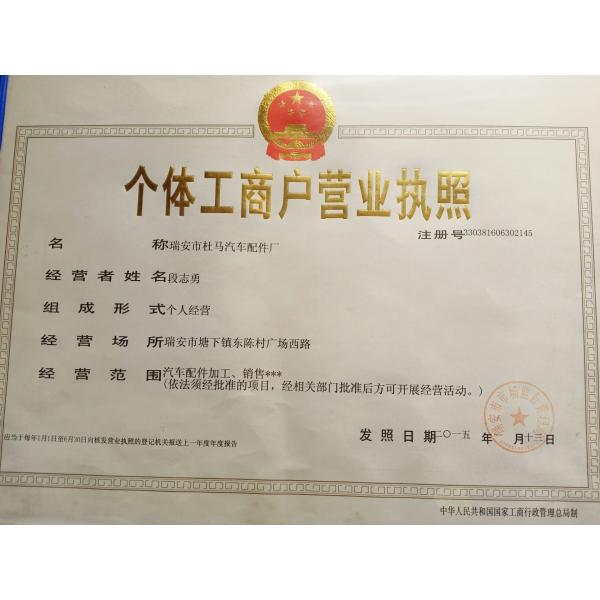 个体工商户营业执照
注册号330381606302145
名 称瑞安市杜马汽车配件厂
经营者姓名段志勇
组成形式个人经营
经营场所瑞安市塘下镇东陈村广场西路
经营范围汽车配件加工、销售***
(依法须经批准的项目，经相关部门批准后方可开展经营活动。)
发照日期二〇一五 年 月十三日
应当于每年1月1日至6月30日向核发营业执照的登记机关报送上一年度年度报告
中华人民共和国国家工商行政管理总局制